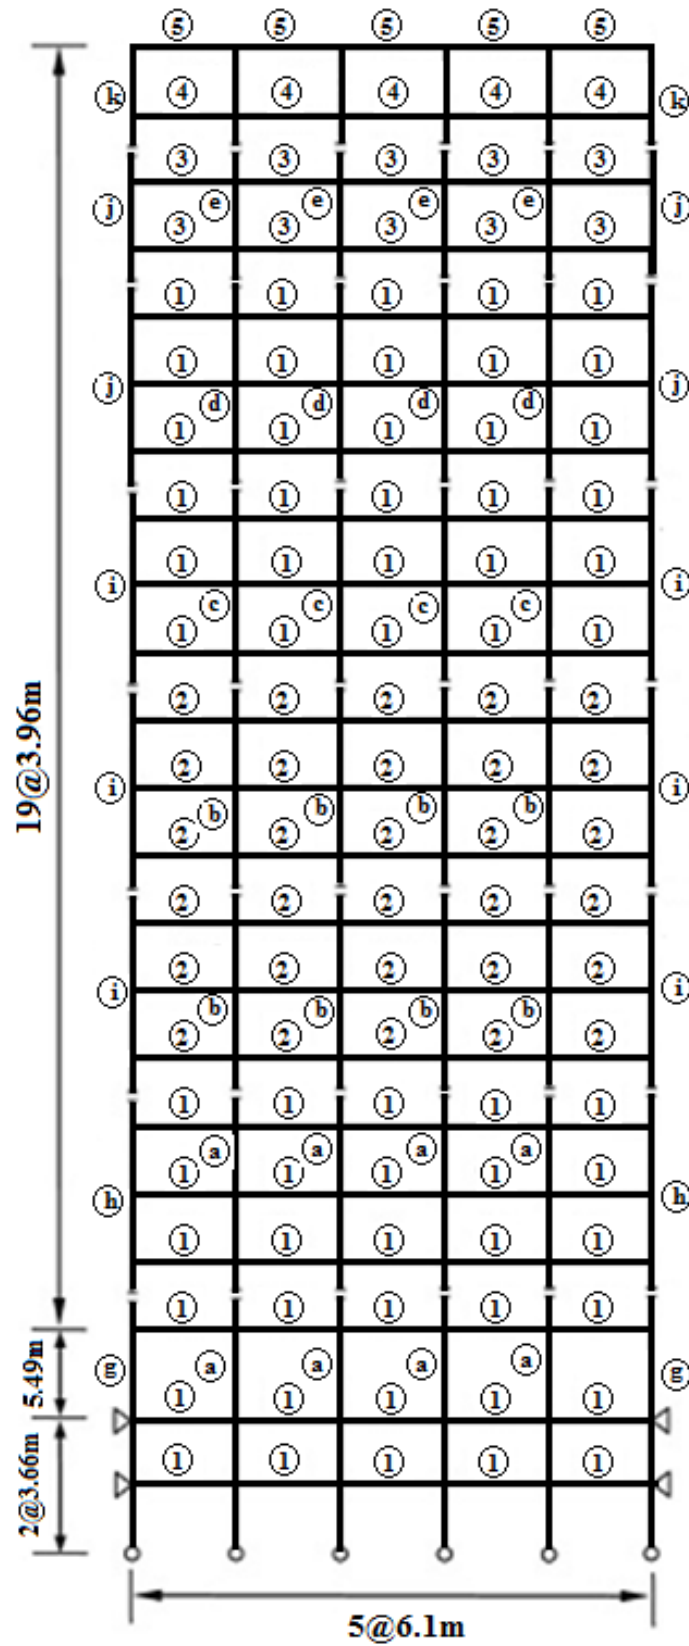 5 5 5 5 5
k 4 4 4 4 4 k
3 3 3 3 3
j e e e e j
3 3 3 3 3
1 1 1 1 1
1 1 1 1 1
j d d d d j
1 1 1 1 1
1 1 1 1 1
1 1 1 1 1
i c c c c i
1 1 1 1 1
2 2 2 2 2
2 2 2 2 2
i b b b b i
2 2 2 2 2
2 2 2 2 2
2 2 2 2 2
i b b b b i
2 2 2 2 2
1 1 1 1 1
a a a a
1 1 1 1 1
h h
1 1 1 1 1
1 1 1 1 1
g a a a a g
1 1 1 1 1
1 1 1 1 1
19@3.96m
5.49m
2@3.66m
5@6.1m